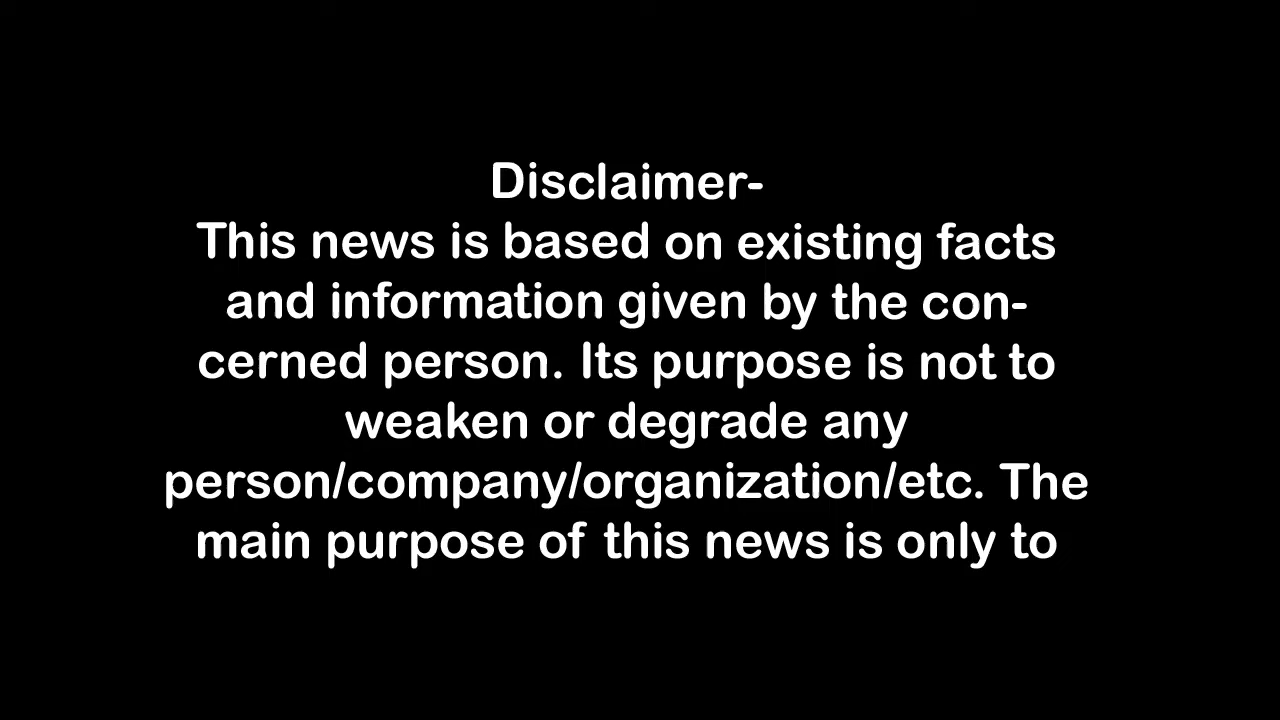 Disclaimer-
This news is based on existing facts
and information given by the con-
cerned person. Its purpose is not to
weaken or degrade any
person/company/organization/etc. The
main purpose of this news is only to